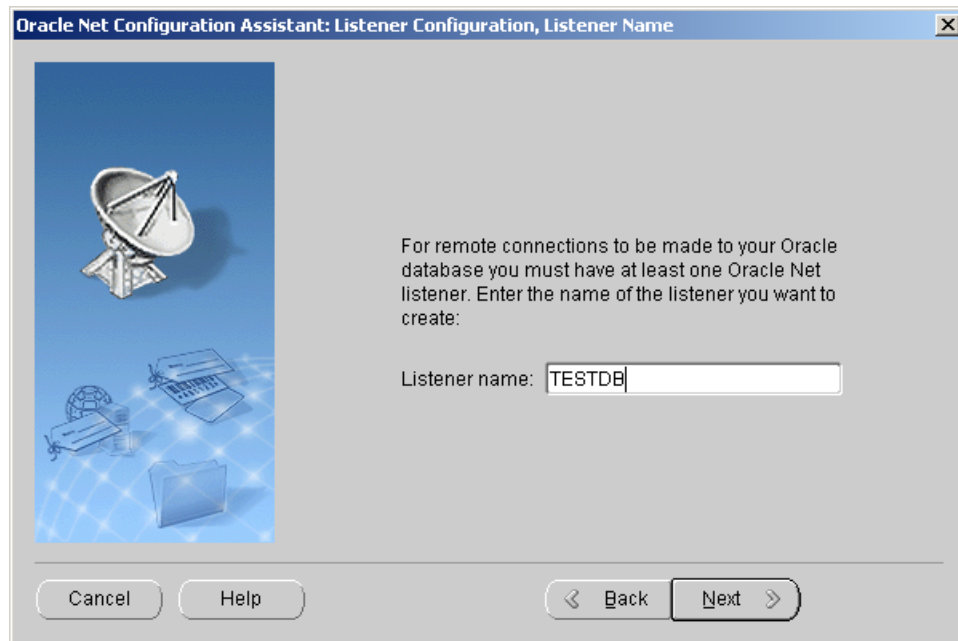 Oracle Net Configuration Assistant: Listener Configuration, Listener Name
For remote connections to be made to your Oracle
database you must have at least one Oracle Net
listener. Enter the name of the listener you want to
create:
Listener name: TESTDB
Cancel Help Back Next